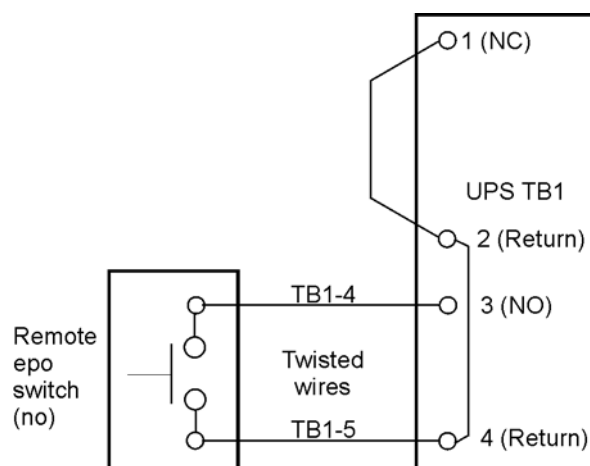 1 (NC)
UPS TB1
2 (Return)
TB1-4
3 (NO)
Remote
epo
switch
(no)
Twisted
wires
TB1-5
4 (Return)